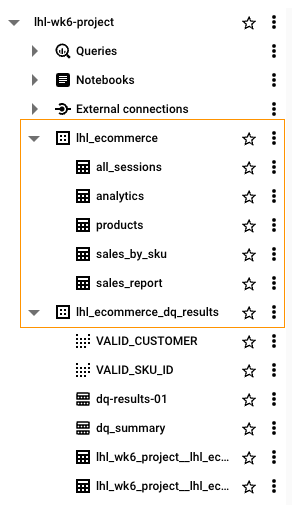 lhl-wk6-project
Queries
Notebooks
External connections
lhl_ecommerce
all_sessions
analytics
products
sales_by_sku
sales_report
lhl_ecommerce_dq_results
VALID_CUSTOMER
VALID_SKU_ID
dq-results-01
dq_summary
lhl_wk6_project__lhl_ec...
lhl_wk6_project__lhl_ec...